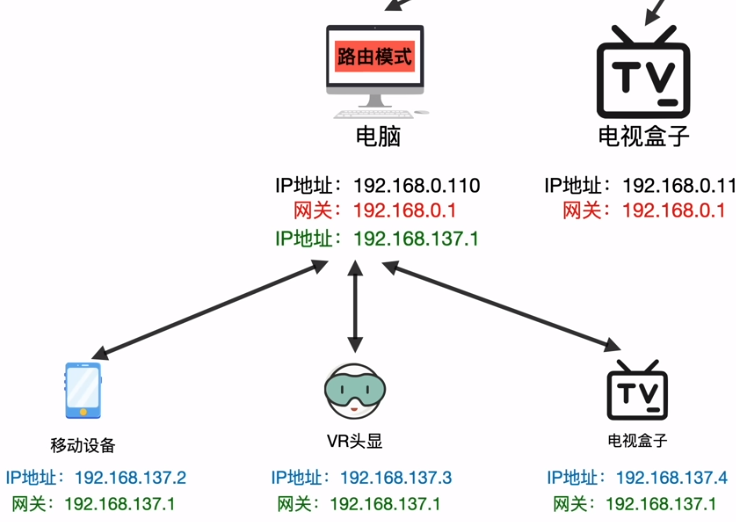 路由模式
TV
电脑
电视盒子
IP地址：192.168.0.110
网关：192.168.0.1
IP地址：192.168.137.1
IP地址：192.168.0.11
网关：192.168.0.1
TV
移动设备
VR头显
电视盒子
IP地址：192.168.137.2
网关：192.168.137.1
IP地址：192.168.137.3
网关：192.168.137.1
IP地址：192.168.137.4
网关：192.168.137.1